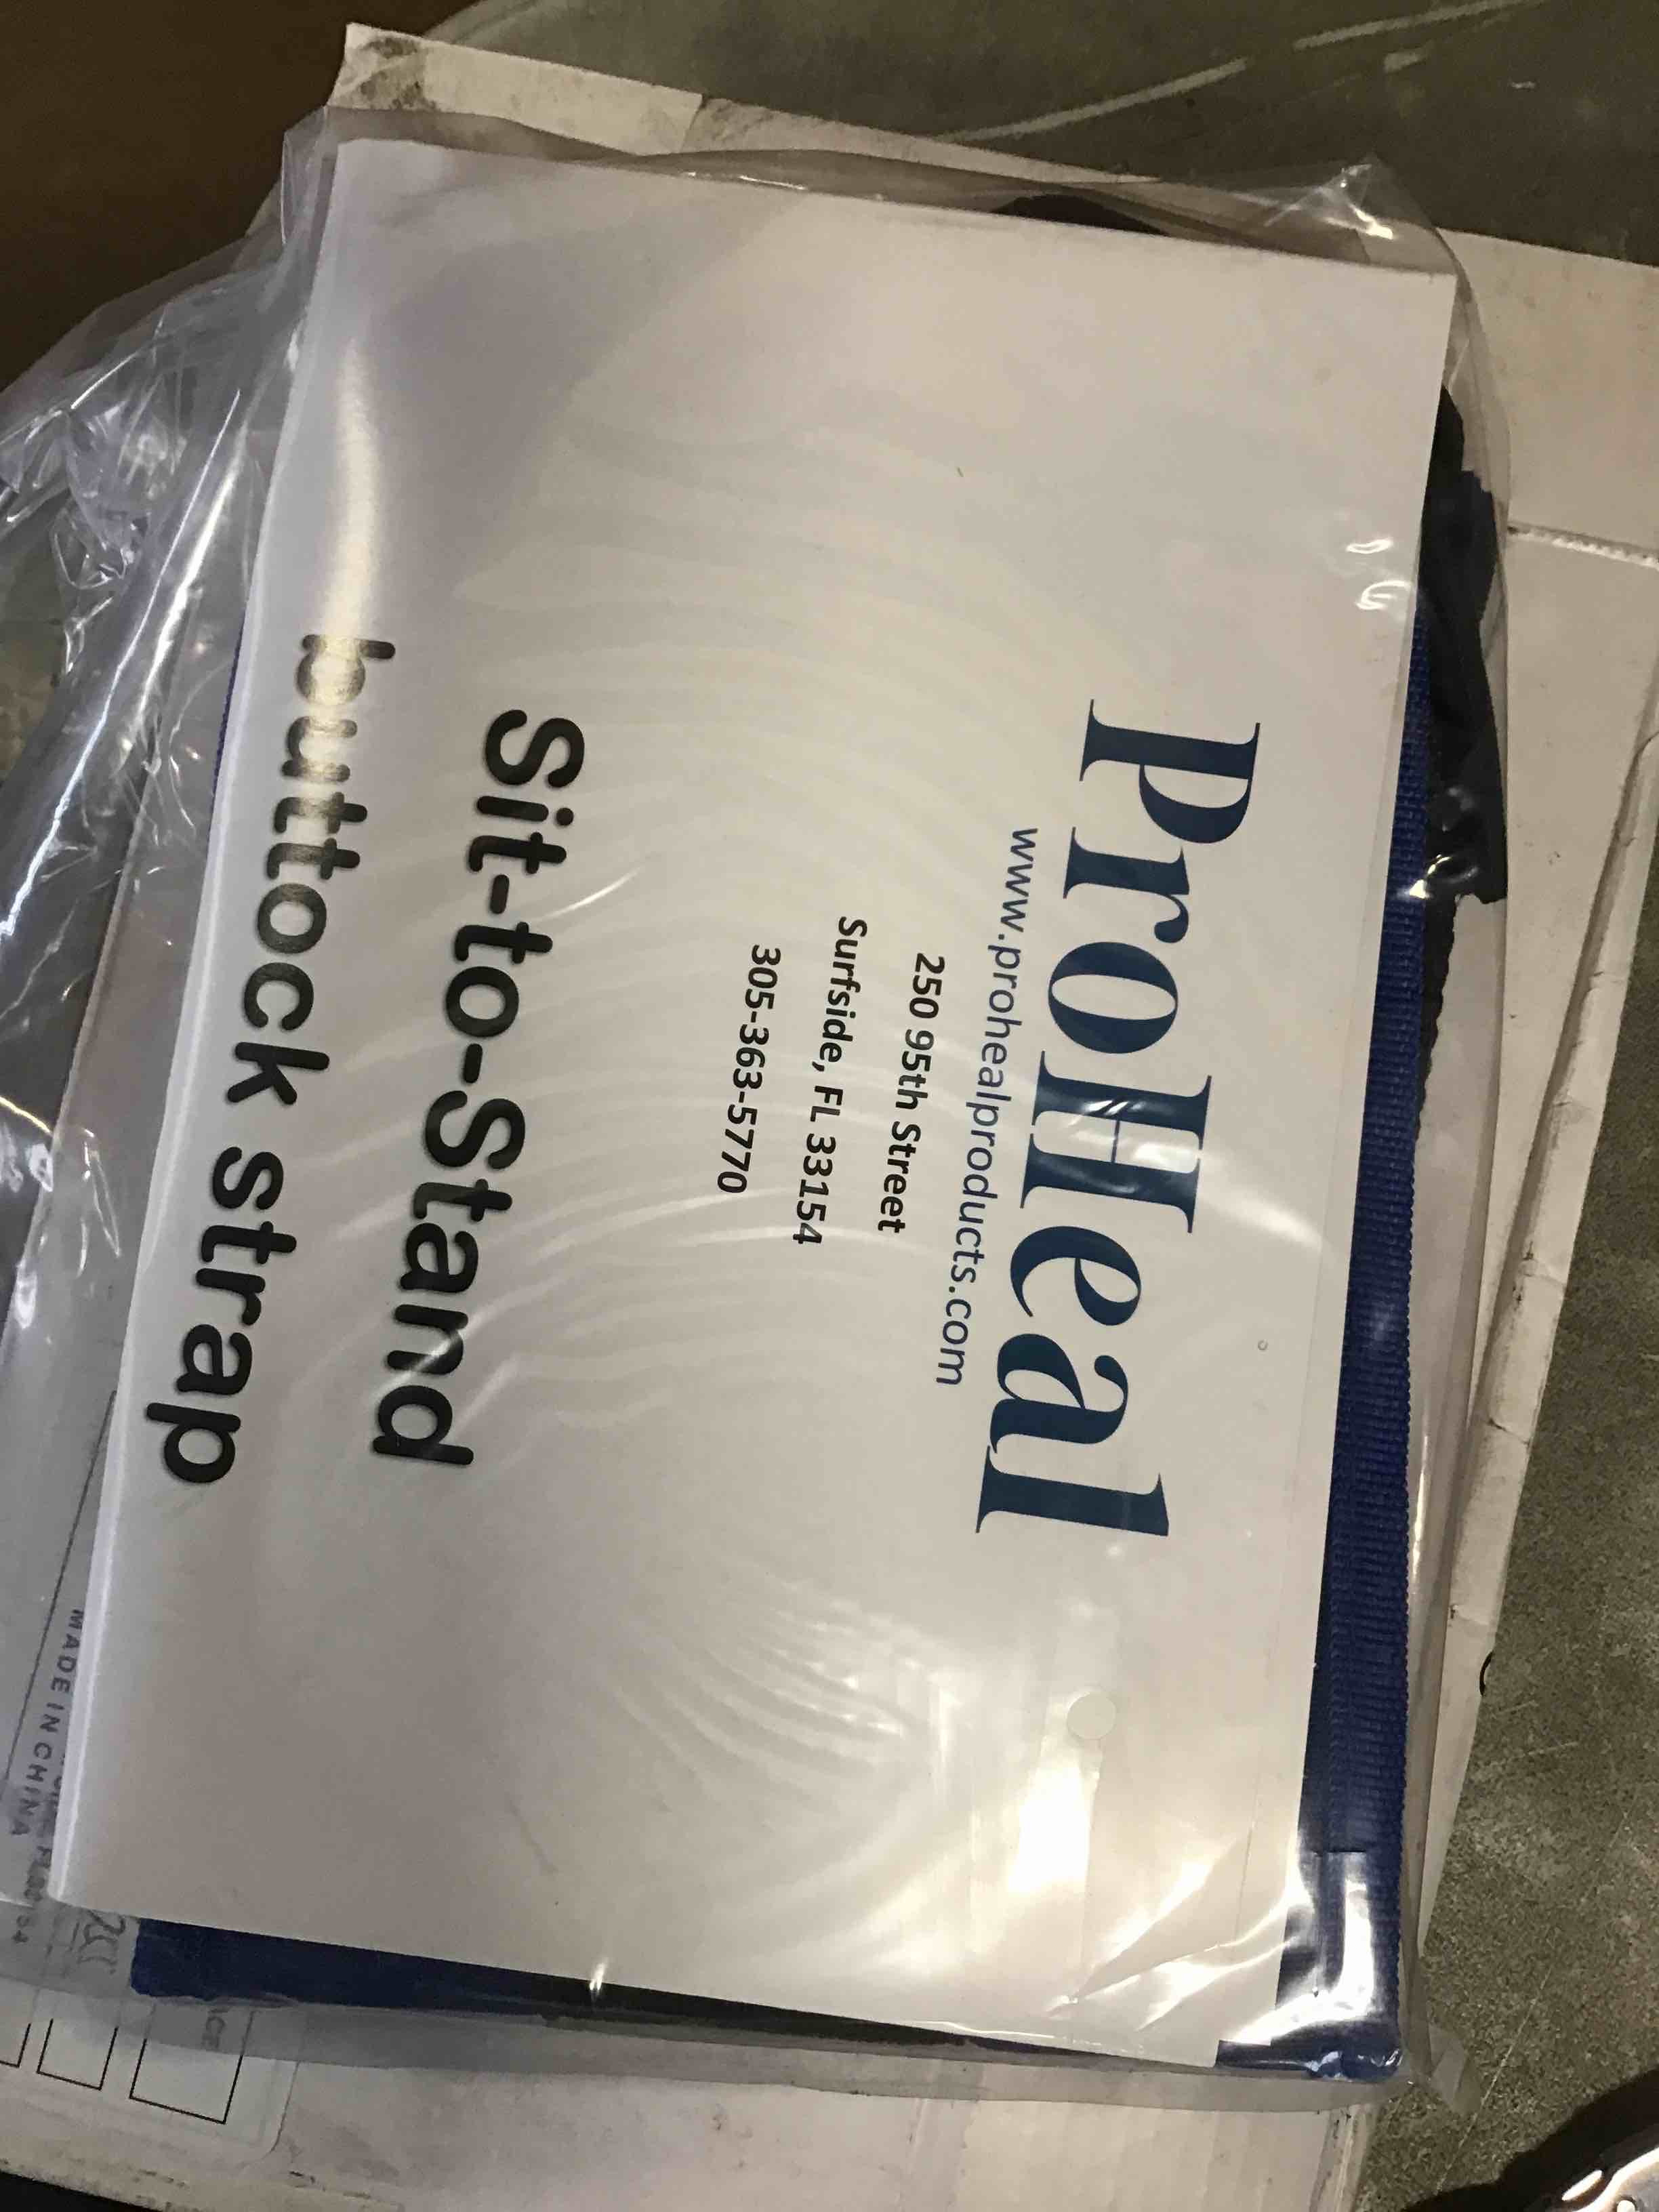 ProHeal
www.prohealproducts.com
250 95th Street
Surfside, FL 33154
305-363-5770
Sit-to-Stand
buttock strap
MADE IN CHINA